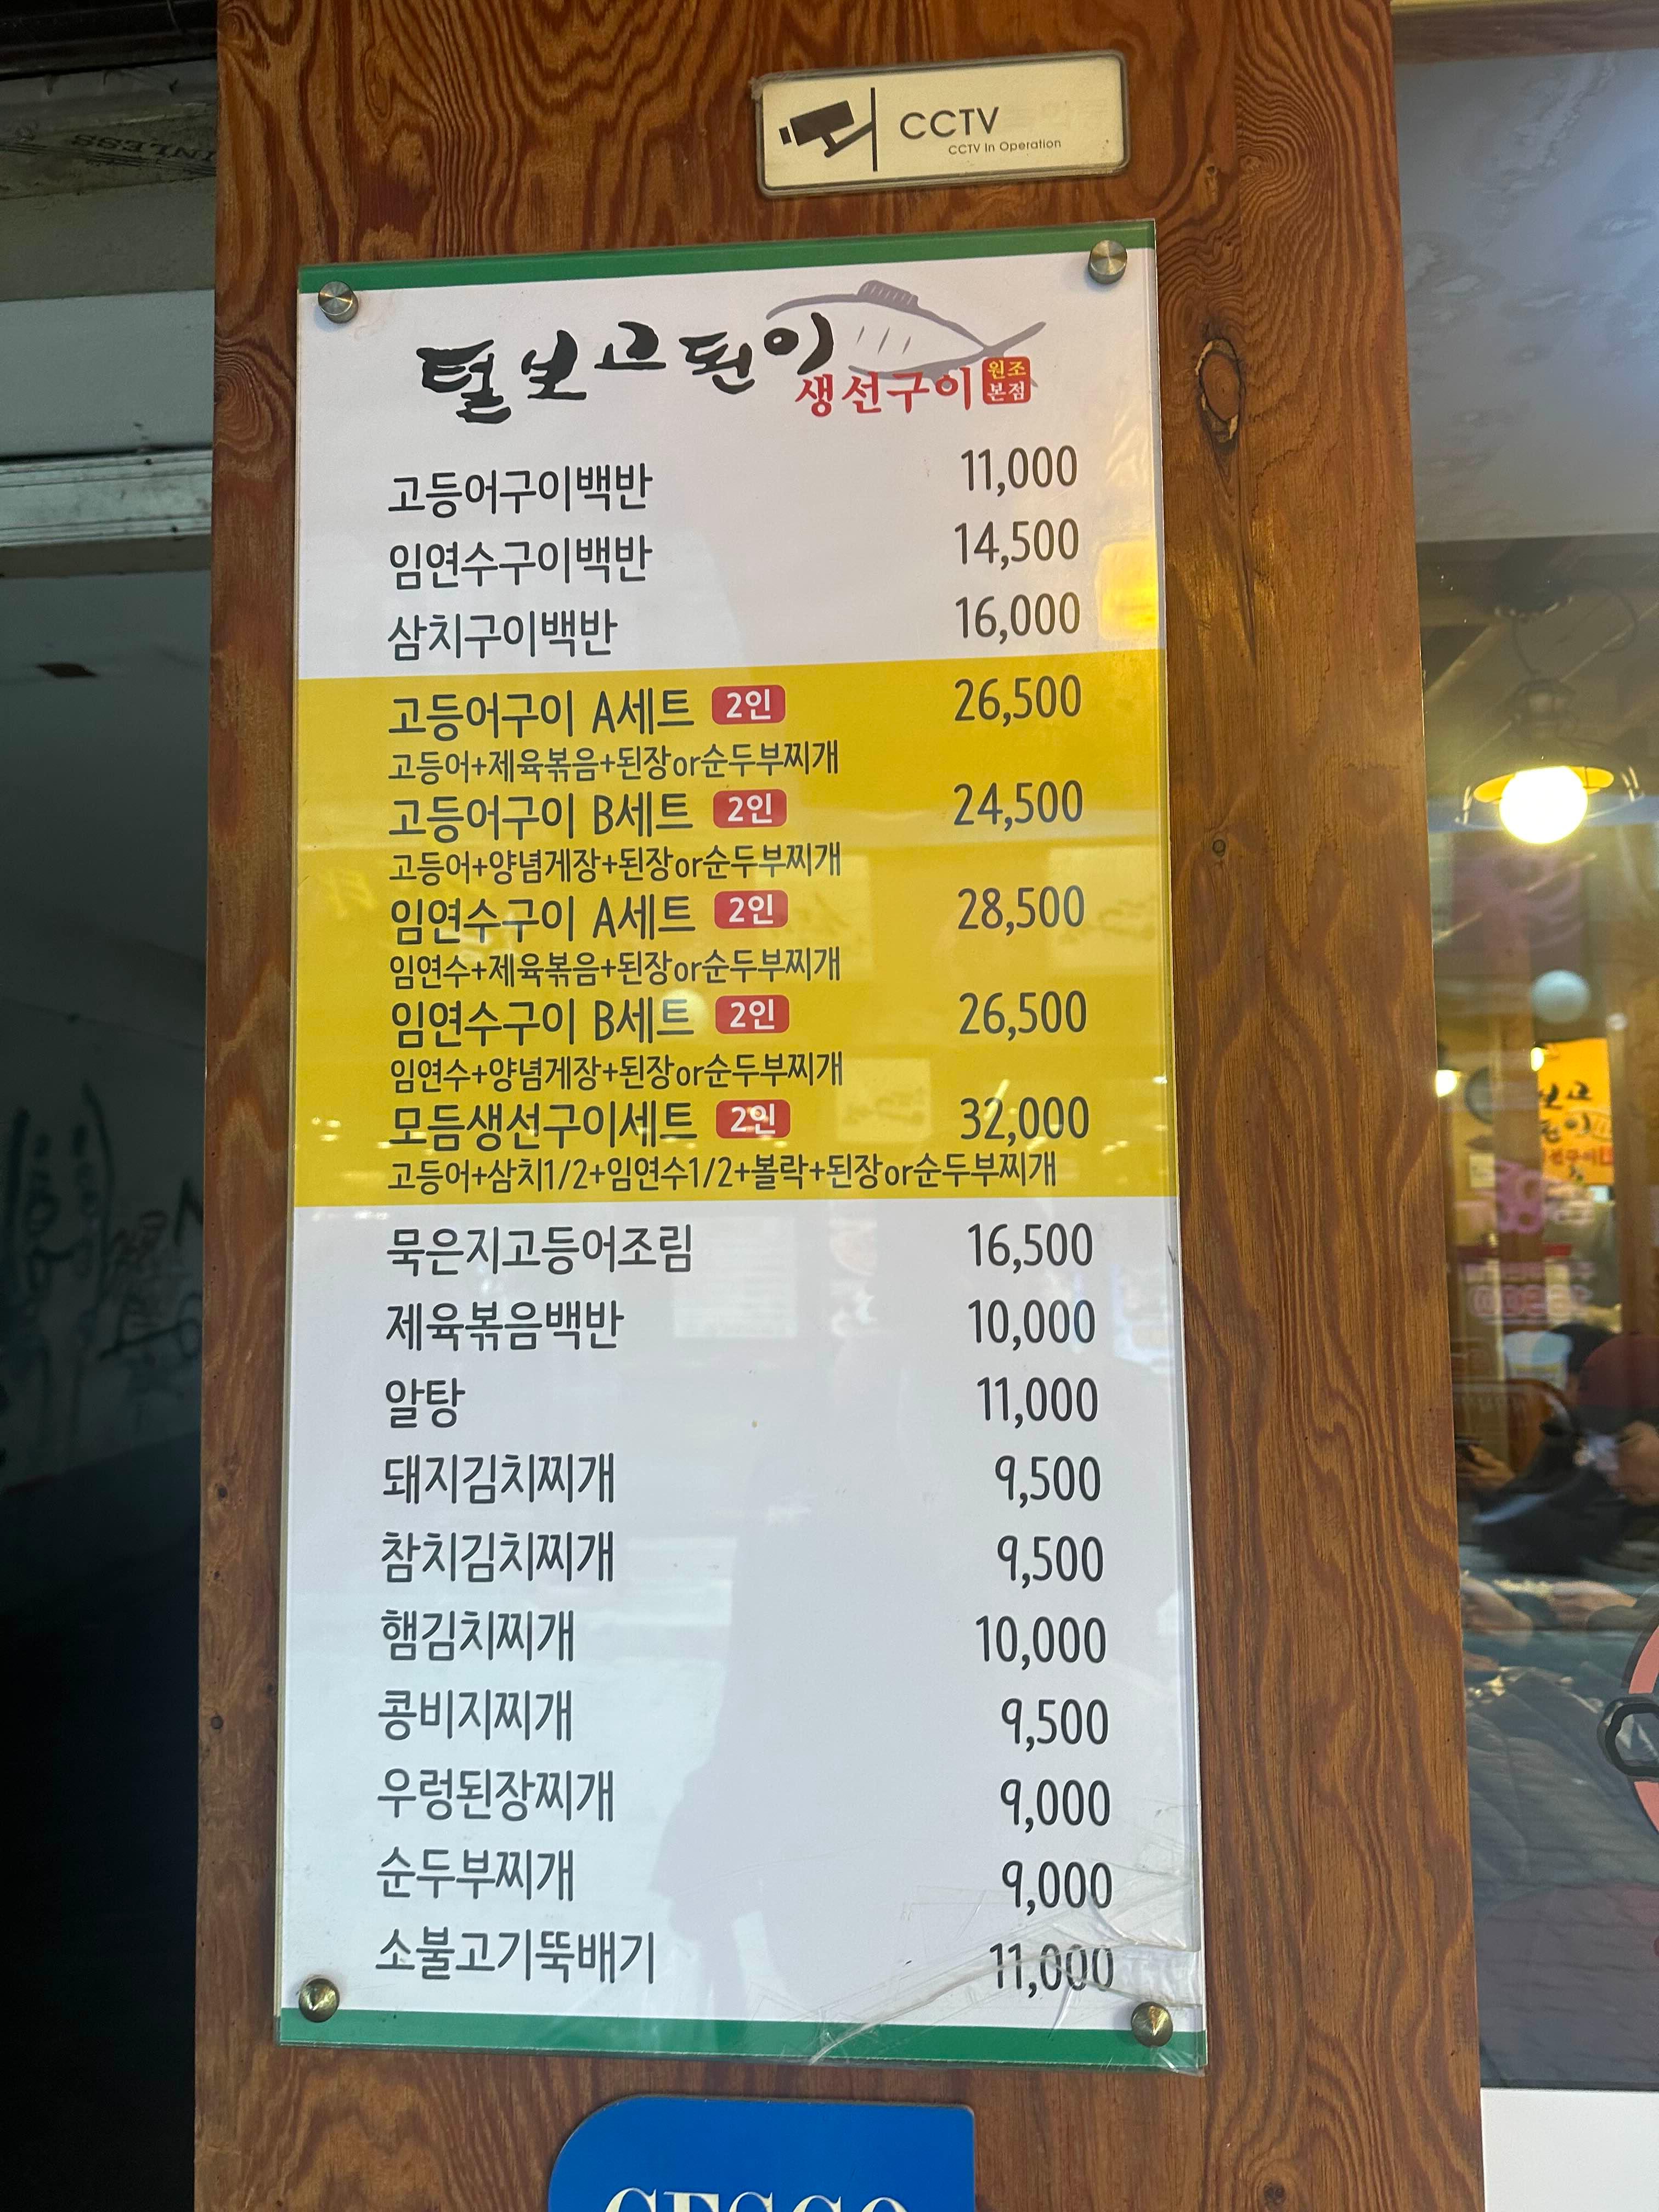 CCTV
CCTV In Operation
털보고된이
생선구이 원조 본점
고등어구이백반 11,000
임연수구이백반 14,500
삼치구이백반 16,000
고등어구이 A세트 2인 26,500
고등어+제육볶음+된장or순두부찌개
고등어구이 B세트 2인 24,500
고등어+양념게장+된장or순두부찌개
임연수구이 A세트 2인 28,500
임연수+제육볶음+된장or순두부찌개
임연수구이 B세트 2인 26,500
임연수+양념게장+된장or순두부찌개
모듬생선구이세트 2인 32,000
고등어+삼치1/2+임연수1/2+볼락+된장or순두부찌개
묵은지고등어조림 16,500
제육볶음백반 10,000
알탕 11,000
돼지김치찌개 9,500
참치김치찌개 9,500
햄김치찌개 10,000
콩비지찌개 9,500
우렁된장찌개 9,000
순두부찌개 9,000
소불고기뚝배기 11,000
CESCO